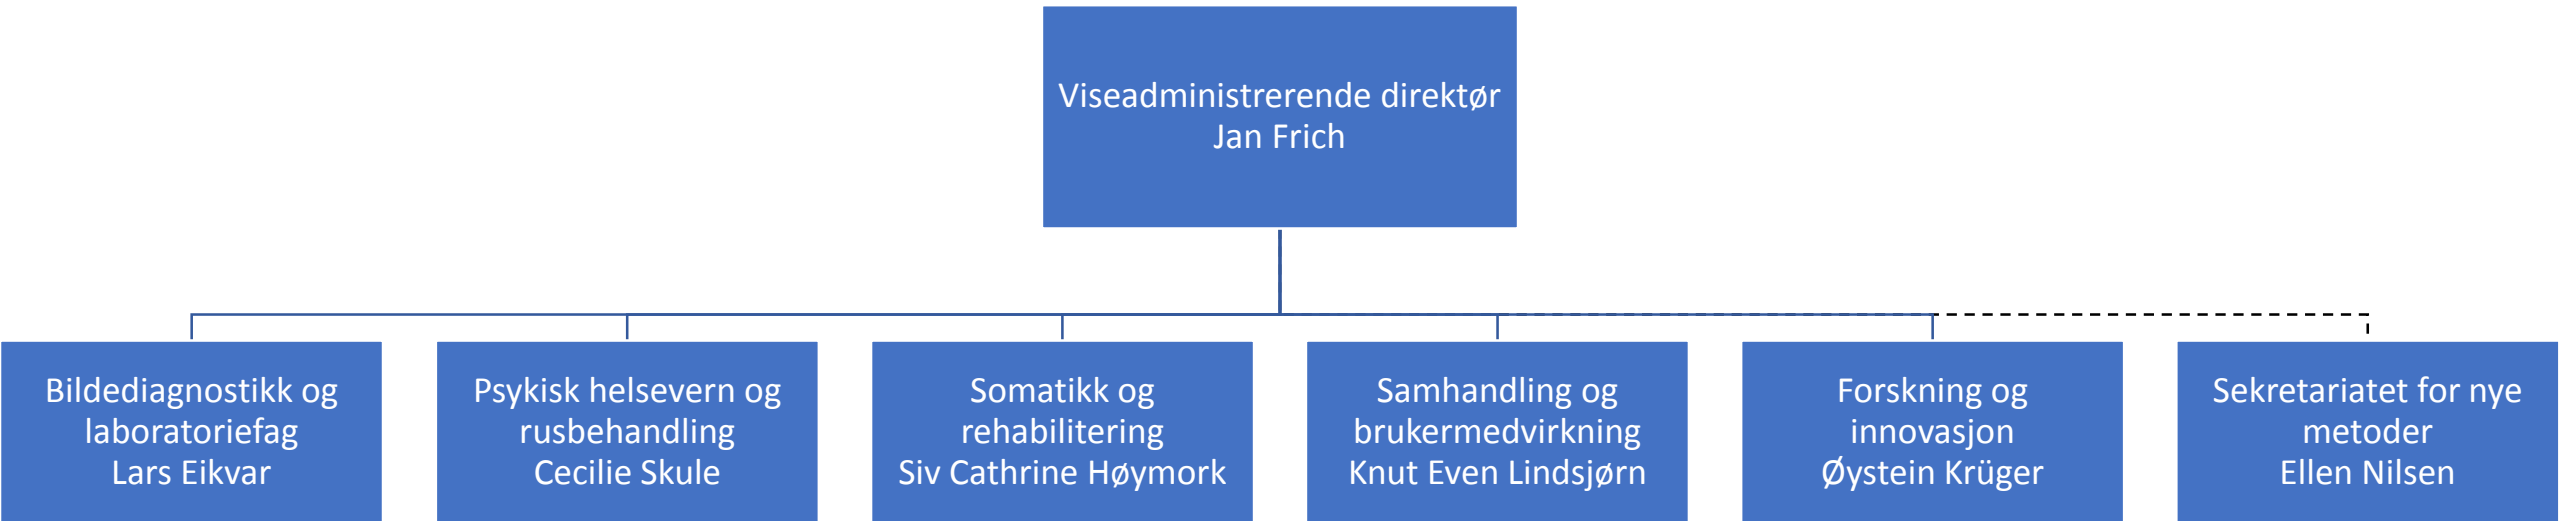 Viseadministrerende direktør
Jan Frich
Bildediagnostikk og
laboratoriefag
Lars Eikvar
Psykisk helsevern og
rusbehandling
Cecilie Skule
Somatikk og
rehabilitering
Siv Cathrine Høymork
Samhandling og
brukermedvirkning
Knut Even Lindsjørn
Forskning og
innovasjon
Øystein Krüger
Sekretariatet for nye
metoder
Ellen Nilsen